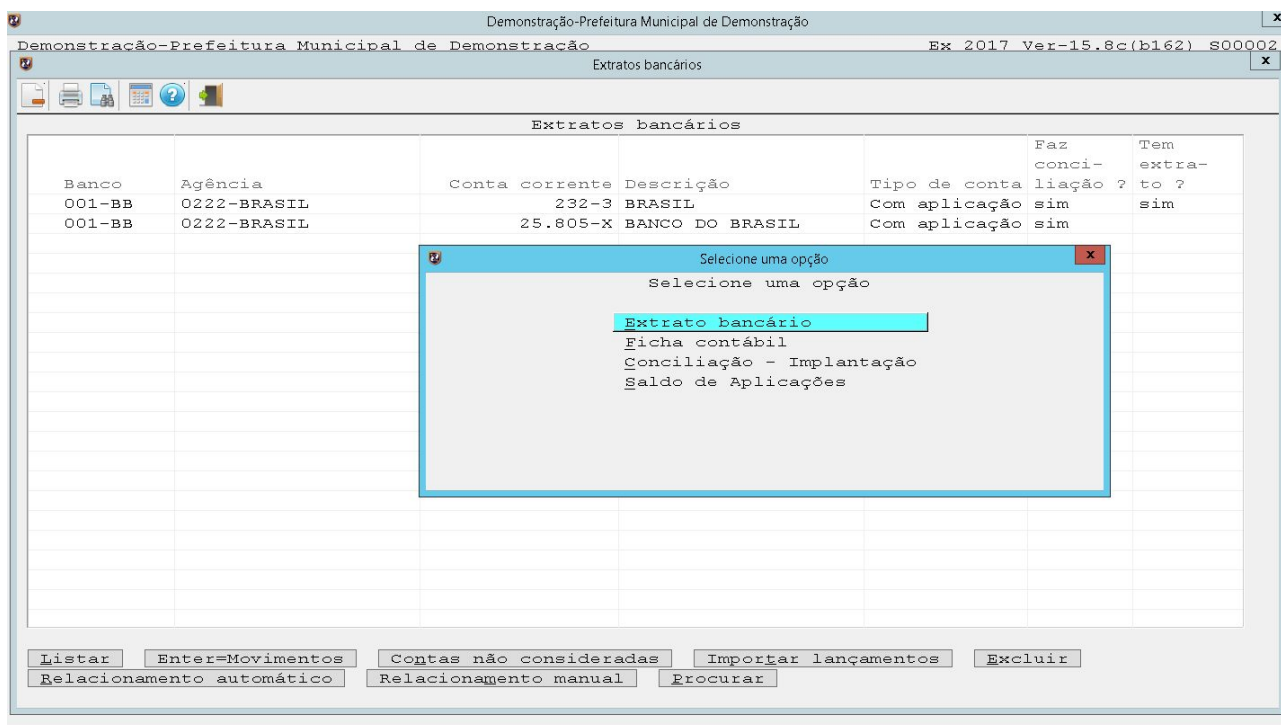 Demonstração-Prefeitura Municipal de Demonstração
x
Demonstração-Prefeitura Municipal de Demonstração Ex 2017 Ver-15.8c(b162) S00002
Extratos bancários
x
Extratos bancários
Faz Tem
conci- extra-
Banco Agência Conta corrente Descrição Tipo de conta liação ? to ?
001-BB 0222-BRASIL 232-3 BRASIL Com aplicação sim sim
001-BB 0222-BRASIL 25.805-X BANCO DO BRASIL Com aplicação sim
Selecione uma opção
x
Selecione uma opção
Extrato bancário
Ficha contábil
Conciliação - Implantação
Saldo de Aplicações
Listar Enter=Movimentos Contas não consideradas Importar lançamentos Excluir
Relacionamento automático Relacionamento manual Procurar